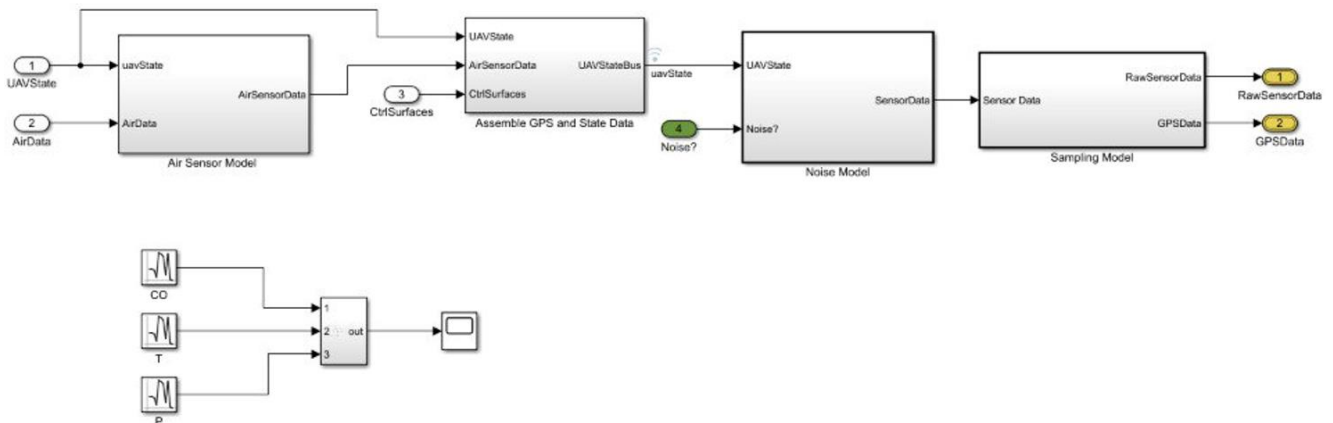 1
UAVState
2
AirData
uavState
AirData
AirSensorData
Air Sensor Model
UAVState
AirSensorData
CtrlSurfaces
UAVStateBus
3
CtrlSurfaces
Assemble GPS and State Data
uavState
4
Noise?
UAVState
Noise?
SensorData
Noise Model
Sensor Data
RawSensorData
GPSData
Sampling Model
1
RawSensorData
2
GPSData
CO
T
P
1
2
3
out